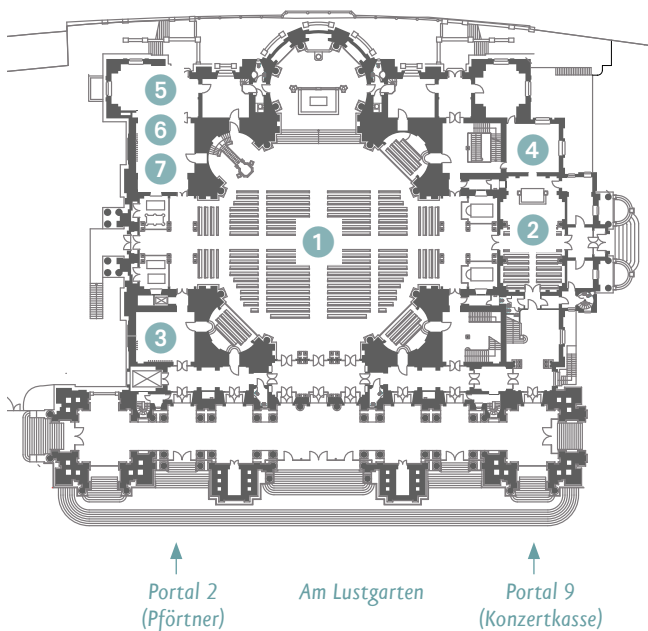 5
6
7
4
1
2
3
Portal 2
(Pförtner)
Am Lustgarten
Portal 9
(Konzertkasse)